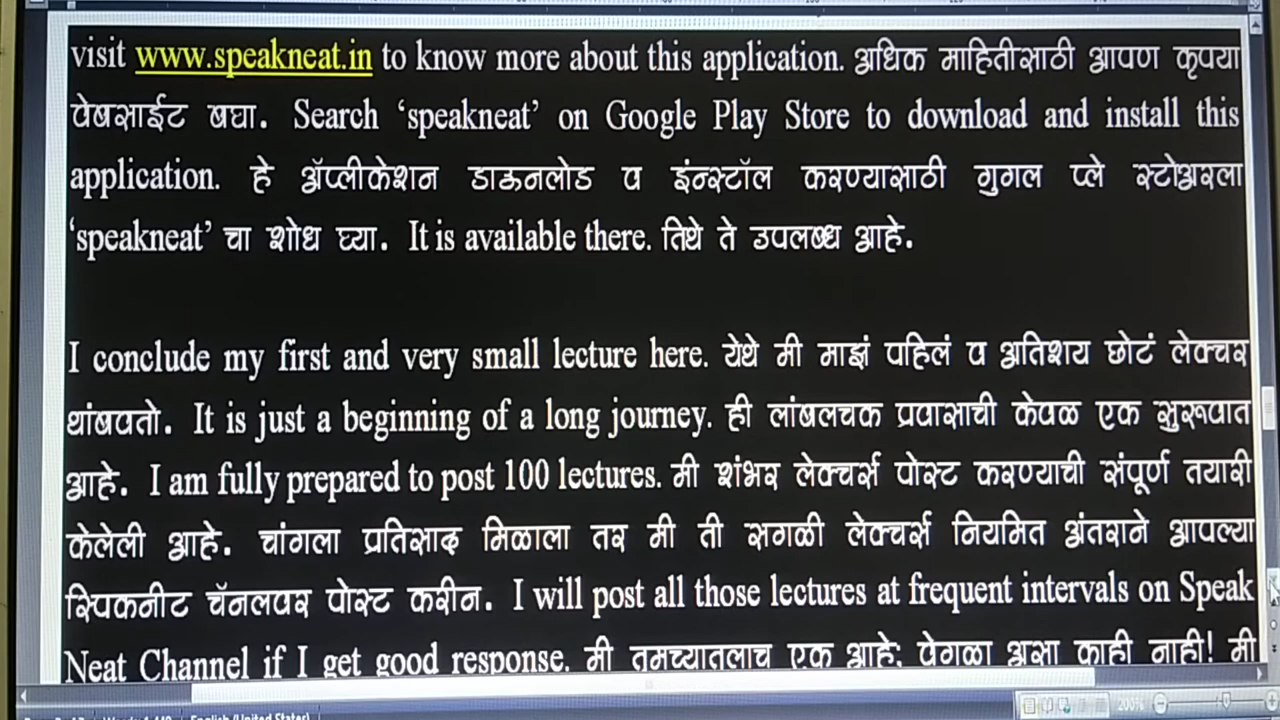 visit www.speakneat.in to know more about this application. अधिक माहितीसाठी आपण कृपया
वेबसाईट बघा. Search ‘speakneat’ on Google Play Store to download and install this
application. हे ॲप्लीकेशन डाऊनलोड व इंन्स्टॉल करण्यासाठी गुगल प्ले स्टोअरला
‘speakneat’ चा शोध घ्या. It is available there. तिथे ते उपलब्ध आहे.
I conclude my first and very small lecture here. येथे मी माझं पहिलं व अतिशय छोटं लेक्चर
थांबवतो. It is just a beginning of a long journey. ही लांबलचक प्रवासाची केवळ एक सुरूवात
आहे. I am fully prepared to post 100 lectures. मी शंभर लेक्चर्स पोस्ट करण्याची संपूर्ण तयारी
केलेली आहे. चांगला प्रतिसाद मिळाला तर मी ती सगळी लेक्चर्स नियमित अंतराने आपल्या
स्पिकनीट चॅनलवर पोस्ट करीन. I will post all those lectures at frequent intervals on Speak
Neat Channel if I get good response. मी तुमच्यातलाच एक आहे; वेगळा असा काही नाही! मी
English (United States)
200%